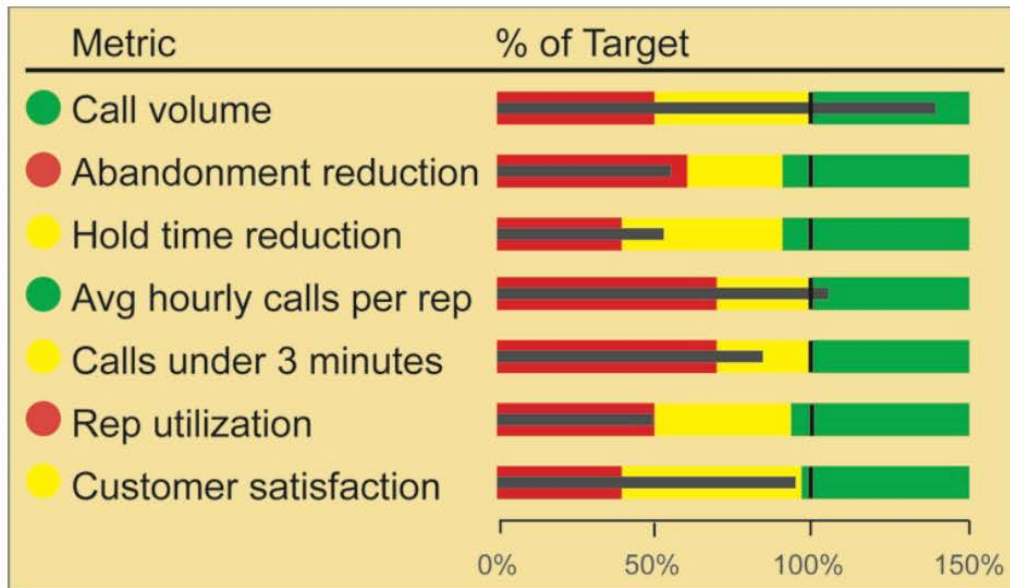 Metric % of Target
Call volume
Abandonment reduction
Hold time reduction
Avg hourly calls per rep
Calls under 3 minutes
Rep utilization
Customer satisfaction
0% 50% 100% 150%